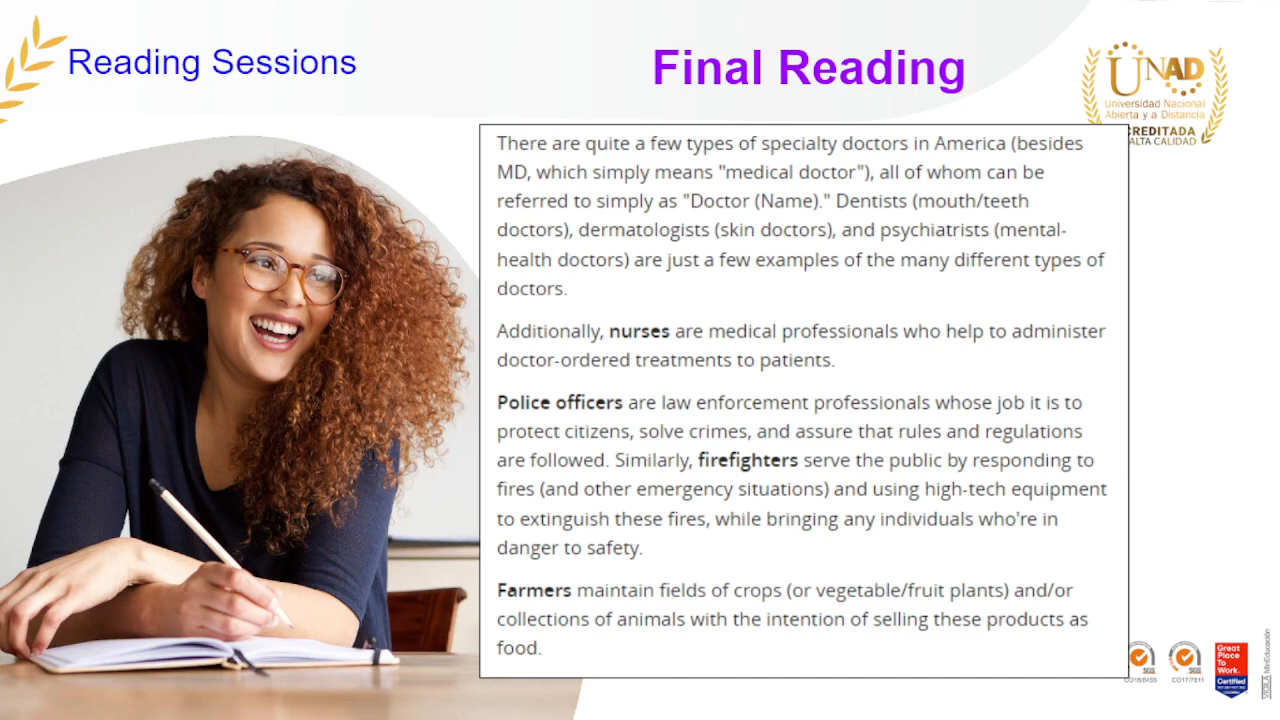 Reading Sessions
Final Reading
UNAD
Universidad Nacional
Abierta y a Distancia
CREDITADA
ALTA CALIDAD
There are quite a few types of specialty doctors in America (besides
MD, which simply means "medical doctor"), all of whom can be
referred to simply as "Doctor (Name)." Dentists (mouth/teeth
doctors), dermatologists (skin doctors), and psychiatrists (mental-
health doctors) are just a few examples of the many different types of
doctors.
Additionally, nurses are medical professionals who help to administer
doctor-ordered treatments to patients.
Police officers are law enforcement professionals whose job it is to
protect citizens, solve crimes, and assure that rules and regulations
are followed. Similarly, firefighters serve the public by responding to
fires (and other emergency situations) and using high-tech equipment
to extinguish these fires, while bringing any individuals who're in
danger to safety.
Farmers maintain fields of crops (or vegetable/fruit plants) and/or
collections of animals with the intention of selling these products as
food.
Great
Place
To
Work.
Certified
CO17/7811
VIGILADA MinEducación